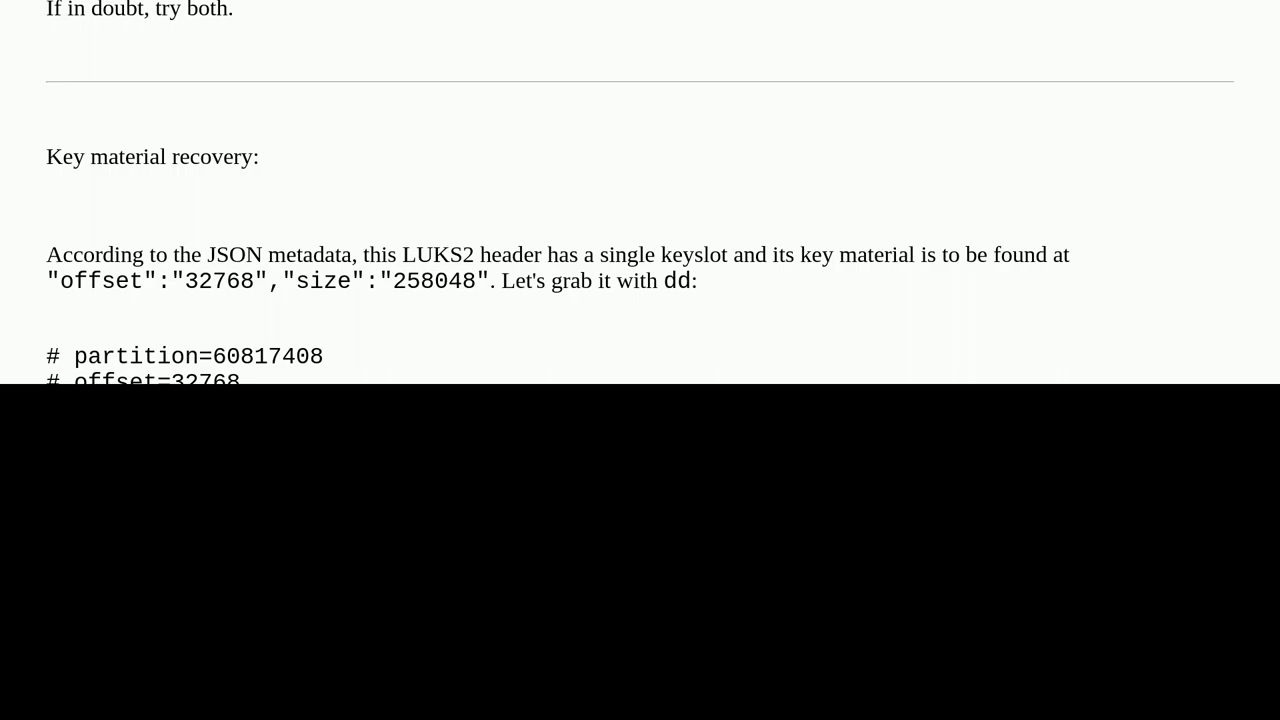 If in doubt, try both.
Key material recovery:
According to the JSON metadata, this LUKS2 header has a single keyslot and its key material is to be found at
"offset":"32768","size":"258048". Let's grab it with dd:
# partition=60817408
# offset=32768